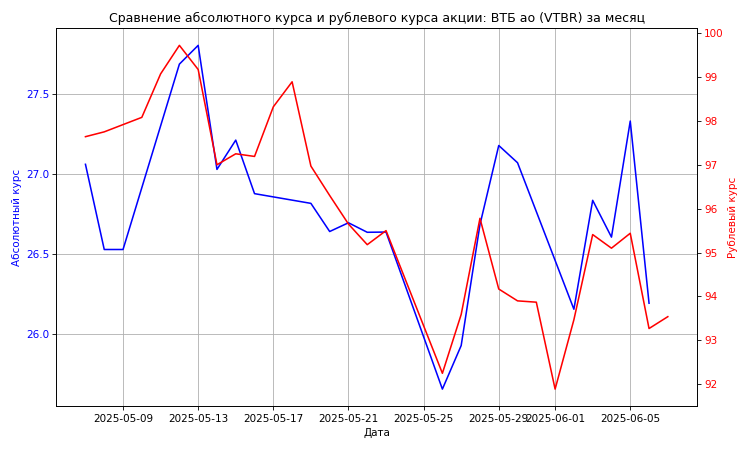 Сравнение абсолютного курса и рублевого курса акции: ВТБ ао (VTBR) за месяц
100
99
98
97
96
95
94
93
92
27.5
27.0
26.5
26.0
Абсолютный курс
Рублевый курс
2025-05-09 2025-05-13 2025-05-17 2025-05-21 2025-05-25 2025-05-29 2025-06-01 2025-06-05
Дата